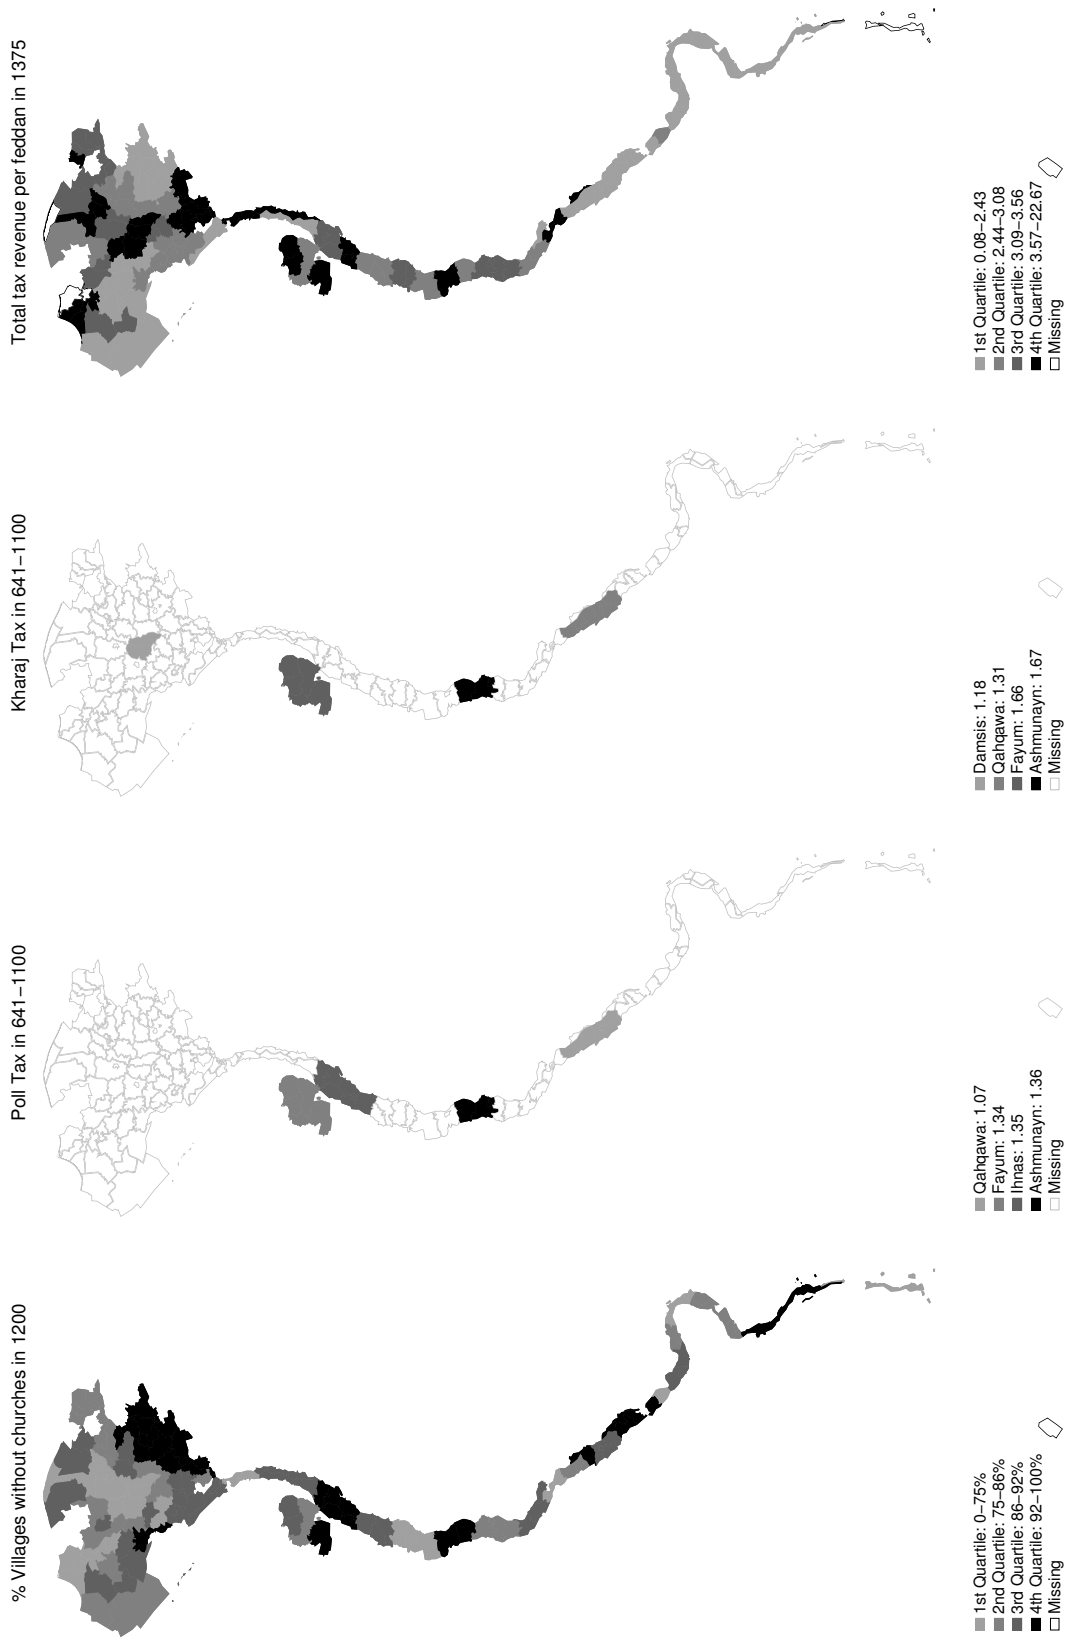 % Villages without churches in 1200
1st Quartile: 0–75%
2nd Quartile: 75–86%
3rd Quartile: 86–92%
4th Quartile: 92–100%
Missing
Poll Tax in 641–1100
Qahqawa: 1.07
Fayum: 1.34
Ihnas: 1.35
Ashmunayn: 1.36
Missing
Kharaj Tax in 641–1100
Damsis: 1.18
Qahqawa: 1.31
Fayum: 1.66
Ashmunayn: 1.67
Missing
Total tax revenue per feddan in 1375
1st Quartile: 0.08–2.43
2nd Quartile: 2.44–3.08
3rd Quartile: 3.09–3.56
4th Quartile: 3.57–22.67
Missing